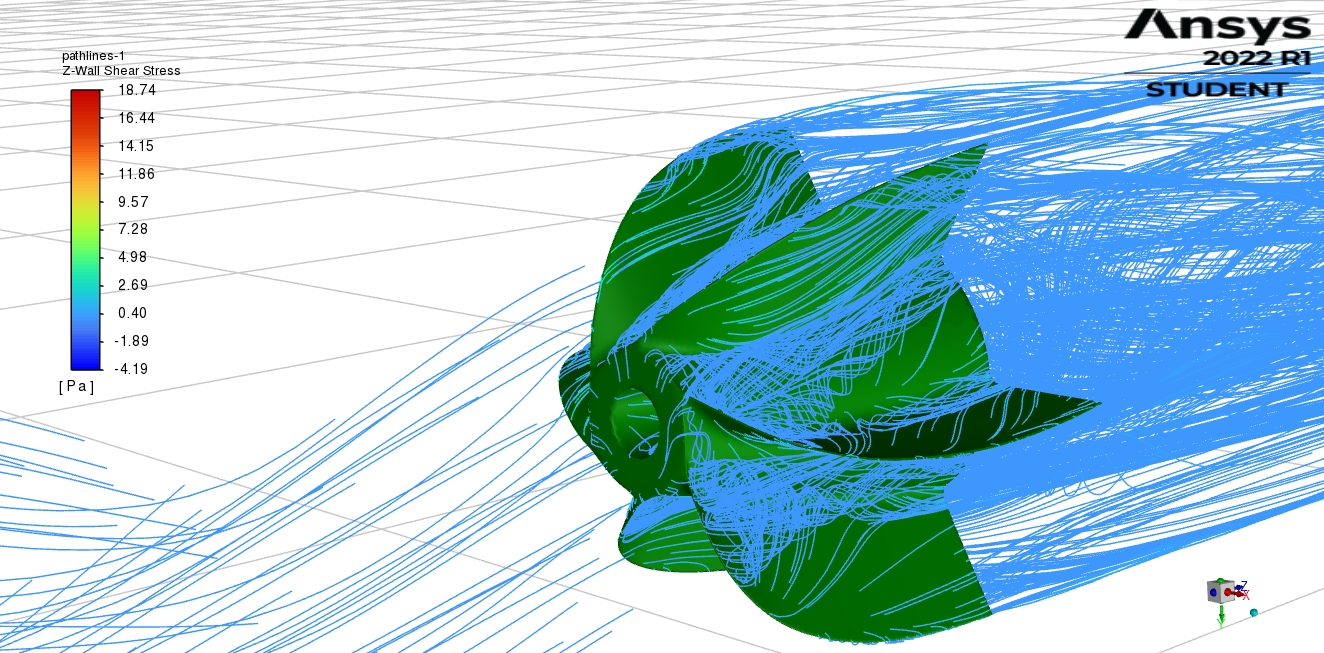 Ansys
2022 R1
STUDENT
pathlines-1
Z-Wall Shear Stress
18.74
16.44
14.15
11.86
9.57
7.28
4.98
2.69
0.40
-1.89
-4.19
[ Pa ]
Z
X
Y